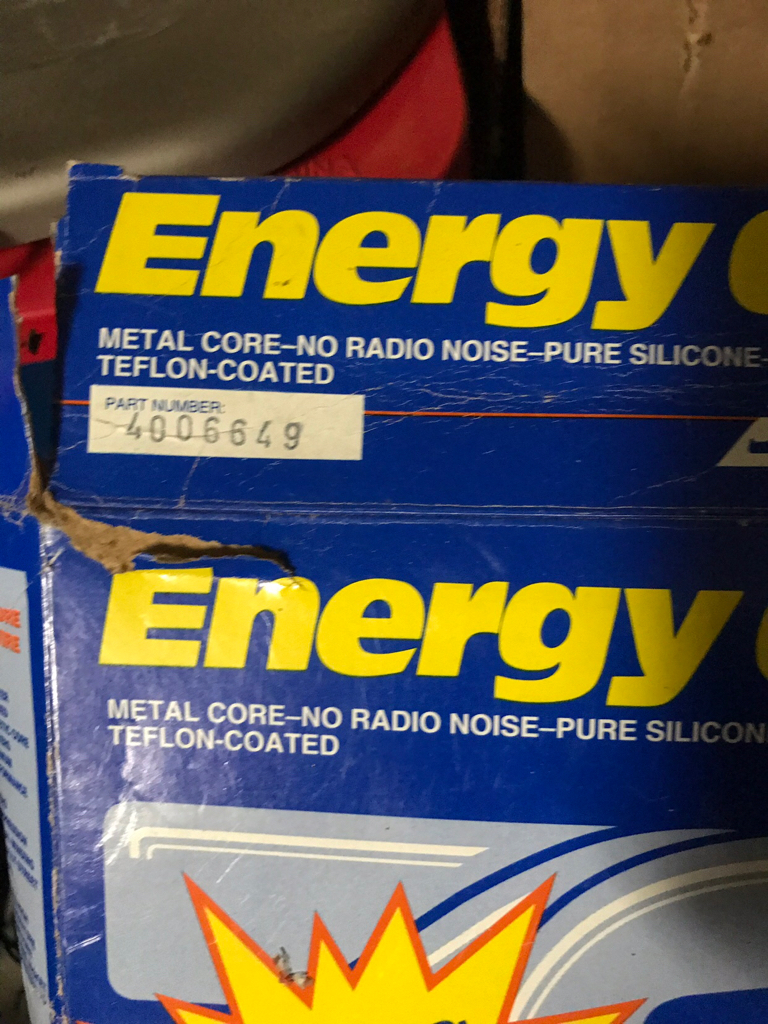 Energy
METAL CORE–NO RADIO NOISE–PURE SILICONE–
TEFLON-COATED
PART NUMBER:
4006649
Energy
METAL CORE–NO RADIO NOISE–PURE SILICON
TEFLON-COATED